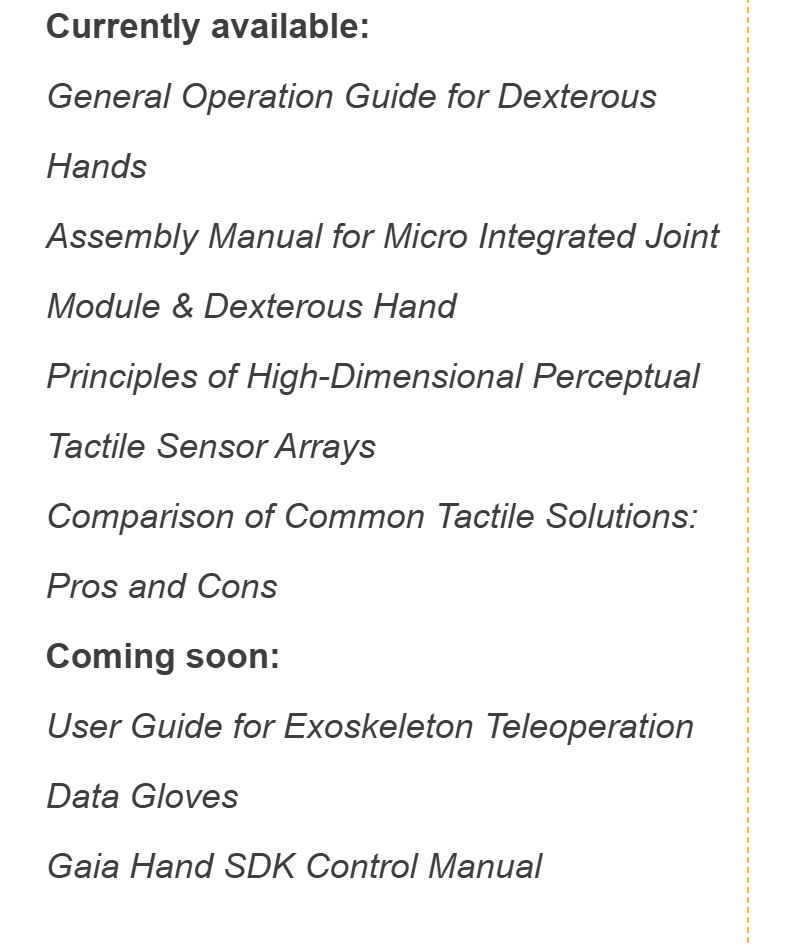 Currently available:
General Operation Guide for Dexterous
Hands
Assembly Manual for Micro Integrated Joint
Module & Dexterous Hand
Principles of High-Dimensional Perceptual
Tactile Sensor Arrays
Comparison of Common Tactile Solutions:
Pros and Cons
Coming soon:
User Guide for Exoskeleton Teleoperation
Data Gloves
Gaia Hand SDK Control Manual